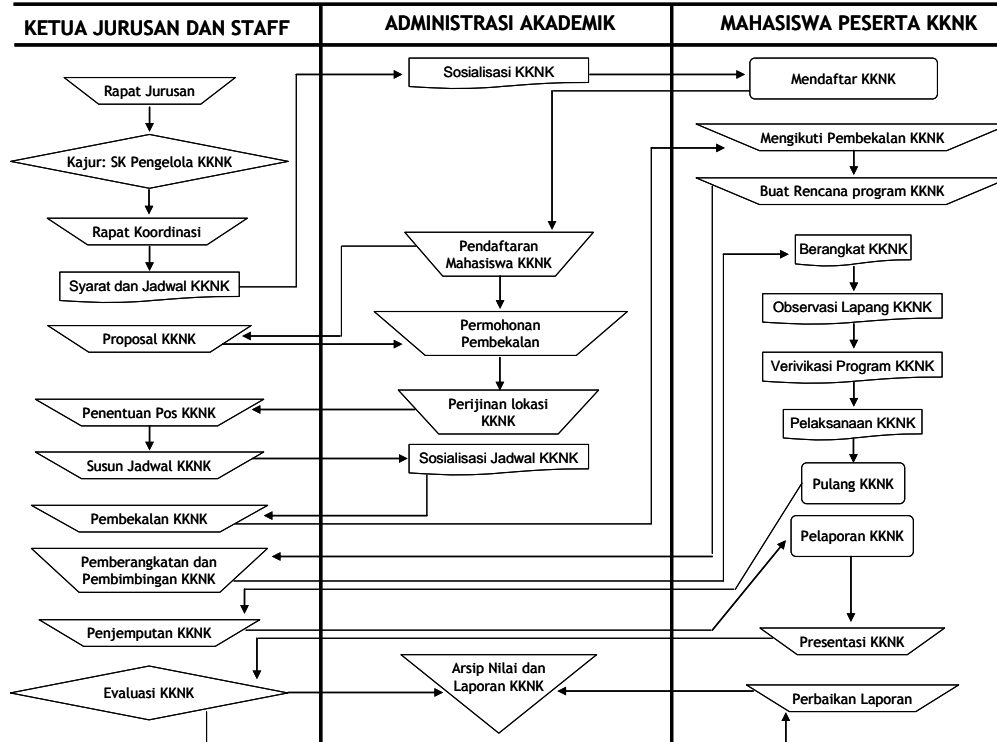 KETUA JURUSAN DAN STAFF
ADMINISTRASI AKADEMIK
MAHASISWA PESERTA KKNK
Rapat Jurusan
Kajur: SK Pengelola KKNK
Rapat Koordinasi
Syarat dan Jadwal KKNK
Proposal KKNK
Penentuan Pos KKNK
Susun Jadwal KKNK
Pembekalan KKNK
Pemberangkatan dan
Pembimbingan KKNK
Penjemputan KKNK
Evaluasi KKNK
Sosialisasi KKNK
Pendaftaran
Mahasiswa KKNK
Permohonan
Pembekalan
Perijinan lokasi
KKNK
Sosialisasi Jadwal KKNK
Arsip Nilai dan
Laporan KKNK
Mendaftar KKNK
Mengikuti Pembekalan KKNK
Buat Rencana program KKNK
Berangkat KKNK
Observasi Lapang KKNK
Verivikasi Program KKNK
Pelaksanaan KKNK
Pulang KKNK
Pelaporan KKNK
Presentasi KKNK
Perbaikan Laporan